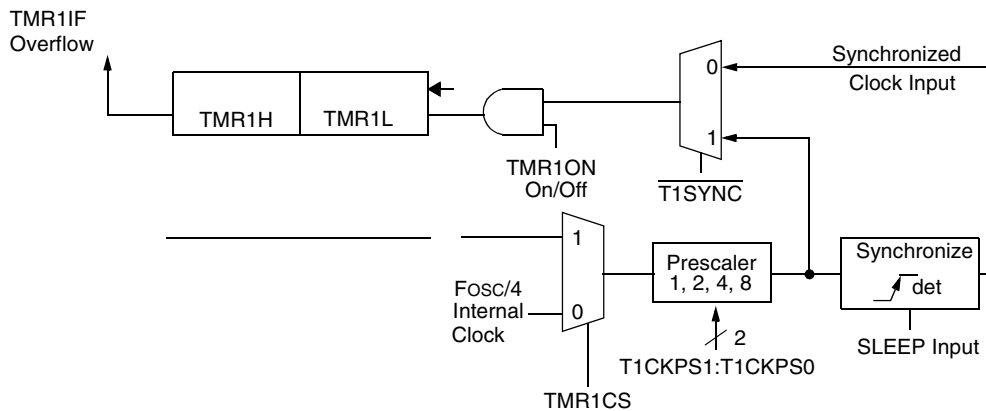 TMR1IF
Overflow
TMR1H
TMR1L
TMR1ON
On/Off
0
1
T1SYNC
Synchronized
Clock Input
1
0
FOSC/4
Internal
Clock
TMR1CS
Prescaler
1, 2, 4, 8
2
T1CKPS1:T1CKPS0
Synchronize
det
SLEEP Input